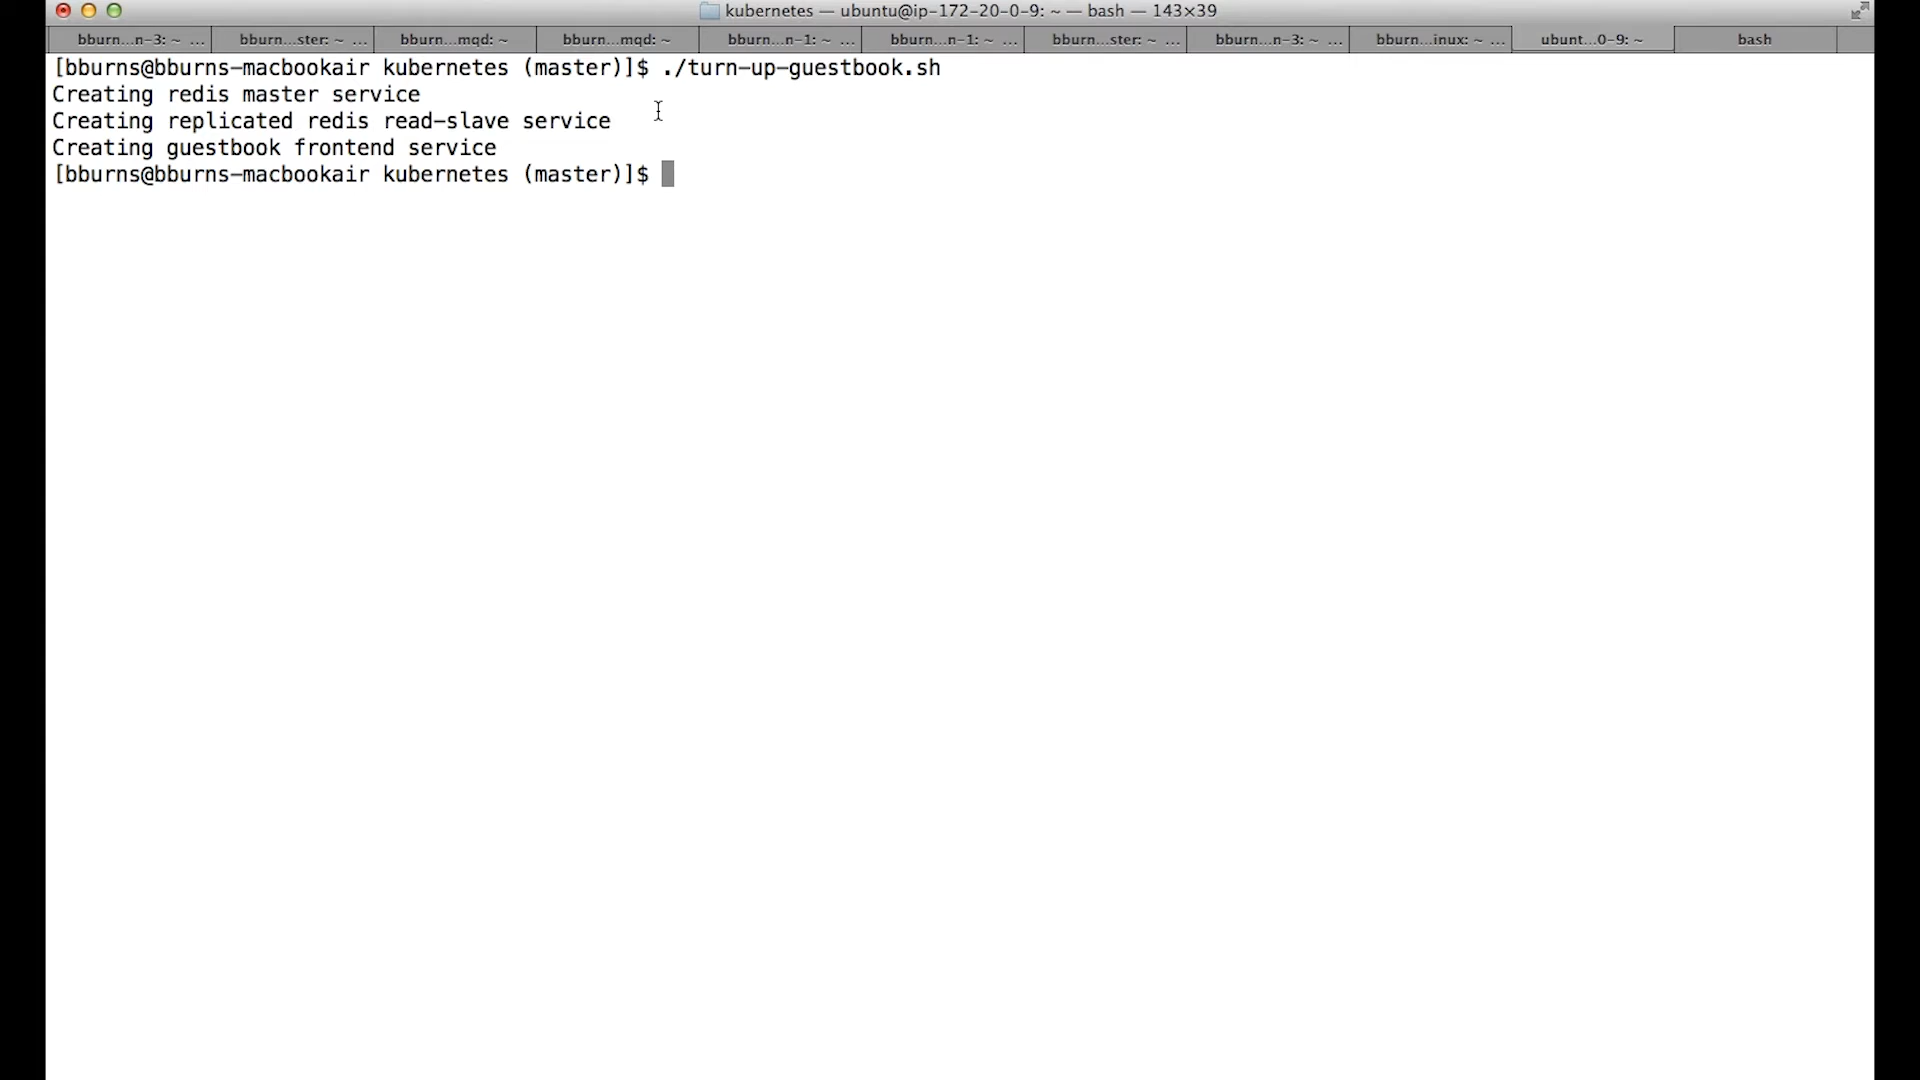 kubernetes — ubuntu@ip-172-20-0-9: ~ — bash — 143×39
bburn...n-3: ~ ...
bburn...ster: ~ ...
bburn...mqd: ~
bburn...mqd: ~
bburn...n-1: ~ ...
bburn...n-1: ~ ...
bburn...ster: ~ ...
bburn...n-3: ~ ...
bburn...inux: ~ ...
ubunt...0-9: ~
bash
[bburns@bburns-macbookair kubernetes (master)]$ ./turn-up-guestbook.sh
Creating redis master service
Creating replicated redis read-slave service
Creating guestbook frontend service
[bburns@bburns-macbookair kubernetes (master)]$